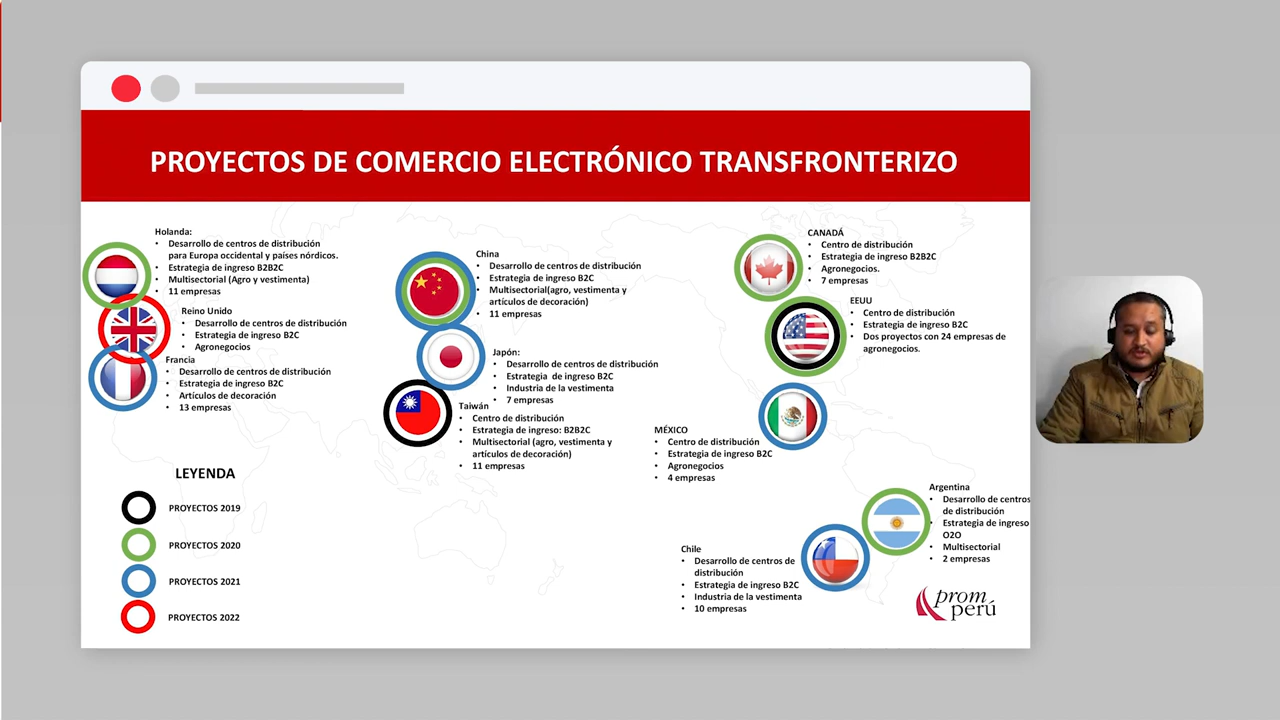 PROYECTOS DE COMERCIO ELECTRÓNICO TRANSFRONTERIZO
Holanda:
• Desarrollo de centros de distribución
para Europa occidental y países nórdicos.
• Estrategia de ingreso B2B2C
• Multisectorial (Agro y vestimenta)
• 11 empresas
Reino Unido
• Desarrollo de centros de distribución
• Estrategia de ingreso B2C
• Agronegocios
Francia
• Desarrollo de centros de distribución
• Estrategia de ingreso B2C
• Artículos de decoración
• 13 empresas
China
• Desarrollo de centros de distribución
• Estrategia de ingreso B2C
• Multisectorial(agro, vestimenta y
artículos de decoración)
• 11 empresas
Japón:
• Desarrollo de centros de distribución
• Estrategia de ingreso B2C
• Industria de la vestimenta
• 7 empresas
Taiwán
• Centro de distribución
• Estrategia de ingreso: B2B2C
• Multisectorial (agro, vestimenta y
artículos de decoración)
• 11 empresas
CANADÁ
• Centro de distribución
• Estrategia de ingreso B2B2C
• Agronegocios.
• 7 empresas
EEUU
• Centro de distribución
• Estrategia de ingreso B2C
• Dos proyectos con 24 empresas de
agronegocios.
MÉXICO
• Centro de distribución
• Estrategia de ingreso B2C
• Agronegocios
• 4 empresas
Argentina
• Desarrollo de centros
de distribución
• Estrategia de ingreso
O2O
• Multisectorial
• 2 empresas
Chile
• Desarrollo de centros de
distribución
• Estrategia de ingreso B2C
• Industria de la vestimenta
• 10 empresas
LEYENDA
PROYECTOS 2019
PROYECTOS 2020
PROYECTOS 2021
PROYECTOS 2022
prom
perú